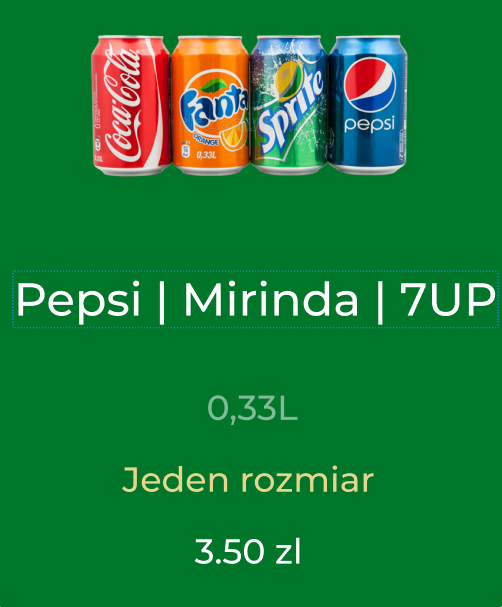 Coca-Cola Fanta Sprite pepsi
ORANGE
0,33L
Pepsi | Mirinda | 7UP
0,33L
Jeden rozmiar
3.50 zl